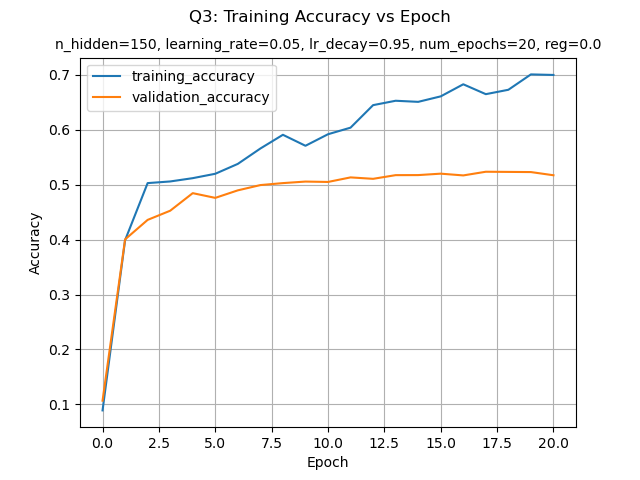 Q3: Training Accuracy vs Epoch
n_hidden=150, learning_rate=0.05, lr_decay=0.95, num_epochs=20, reg=0.0
training_accuracy
validation_accuracy
0.7
0.6
0.5
0.4
0.3
0.2
0.1
Accuracy
0.0 2.5 5.0 7.5 10.0 12.5 15.0 17.5 20.0
Epoch